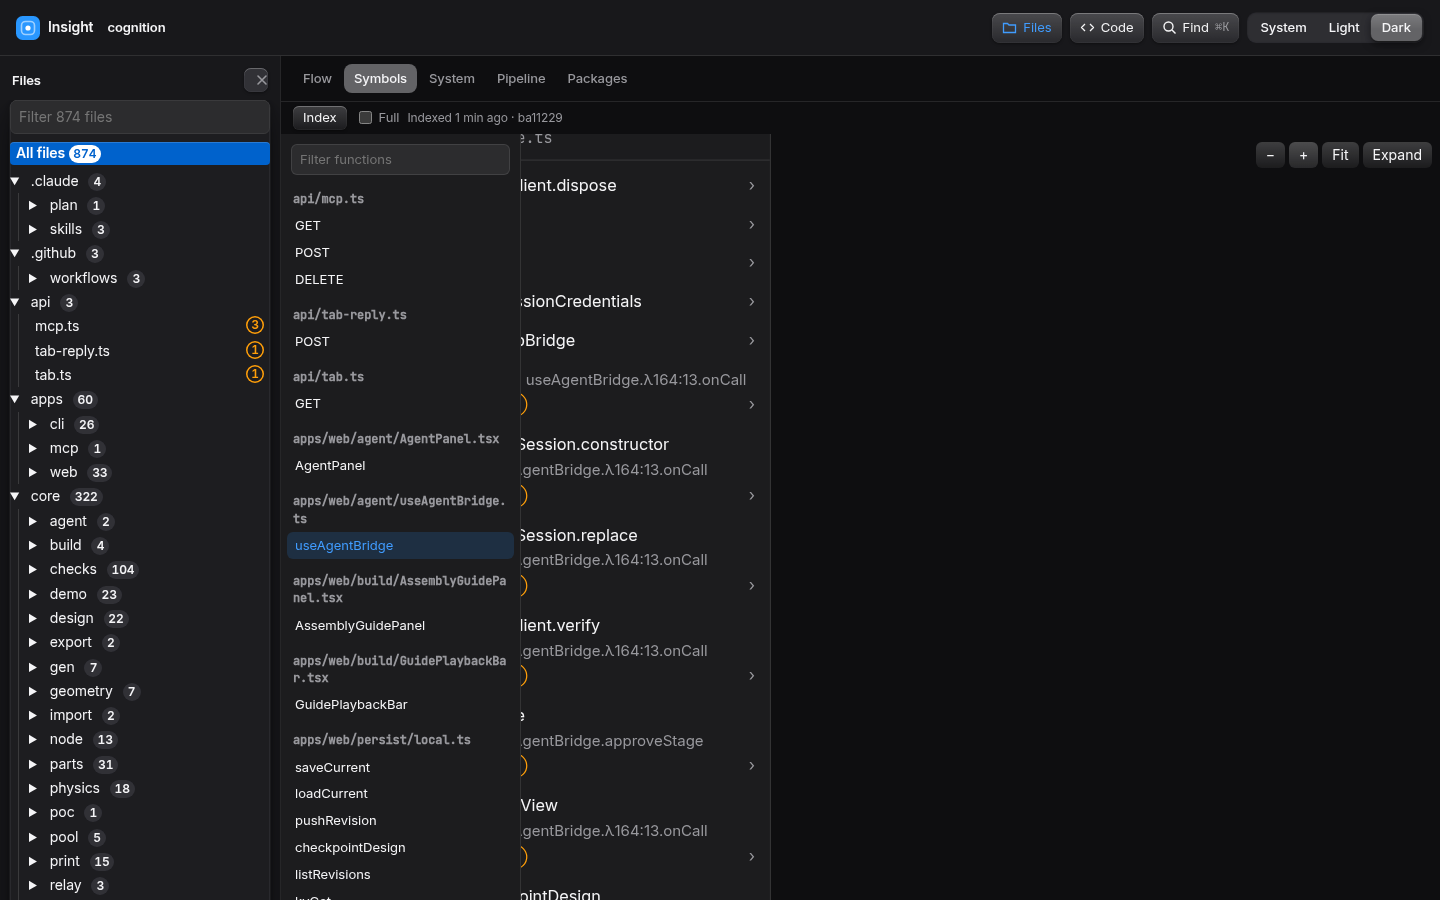 Insight cognition
Files Code Find ⌘K System Light Dark
Files
Filter 874 files
All files 874
.claude 4
plan 1
skills 3
.github 3
workflows 3
api 3
mcp.ts 3
tab-reply.ts 1
tab.ts 1
apps 60
cli 26
mcp 1
web 33
core 322
agent 2
build 4
checks 104
demo 23
design 22
export 2
gen 7
geometry 7
import 2
node 13
parts 31
physics 18
poc 1
pool 5
print 15
relay 3
Flow Symbols System Pipeline Packages
Index Full Indexed 1 min ago · ba11229
Filter functions
api/mcp.ts
GET
POST
DELETE
api/tab-reply.ts
POST
api/tab.ts
GET
apps/web/agent/AgentPanel.tsx
AgentPanel
apps/web/agent/useAgentBridge.
ts
useAgentBridge
apps/web/build/AssemblyGuidePa
nel.tsx
AssemblyGuidePanel
apps/web/build/GuidePlaybackBa
r.tsx
GuidePlaybackBar
apps/web/persist/local.ts
saveCurrent
loadCurrent
pushRevision
checkpointDesign
listRevisions
e.ts
lient.dispose
ssionCredentials
Bridge
useAgentBridge.λ164:13.onCall
Session.constructor
gentBridge.λ164:13.onCall
Session.replace
gentBridge.λ164:13.onCall
lient.verify
gentBridge.λ164:13.onCall
e
gentBridge.approveStage
View
gentBridge.λ164:13.onCall
ointDesign
− + Fit Expand